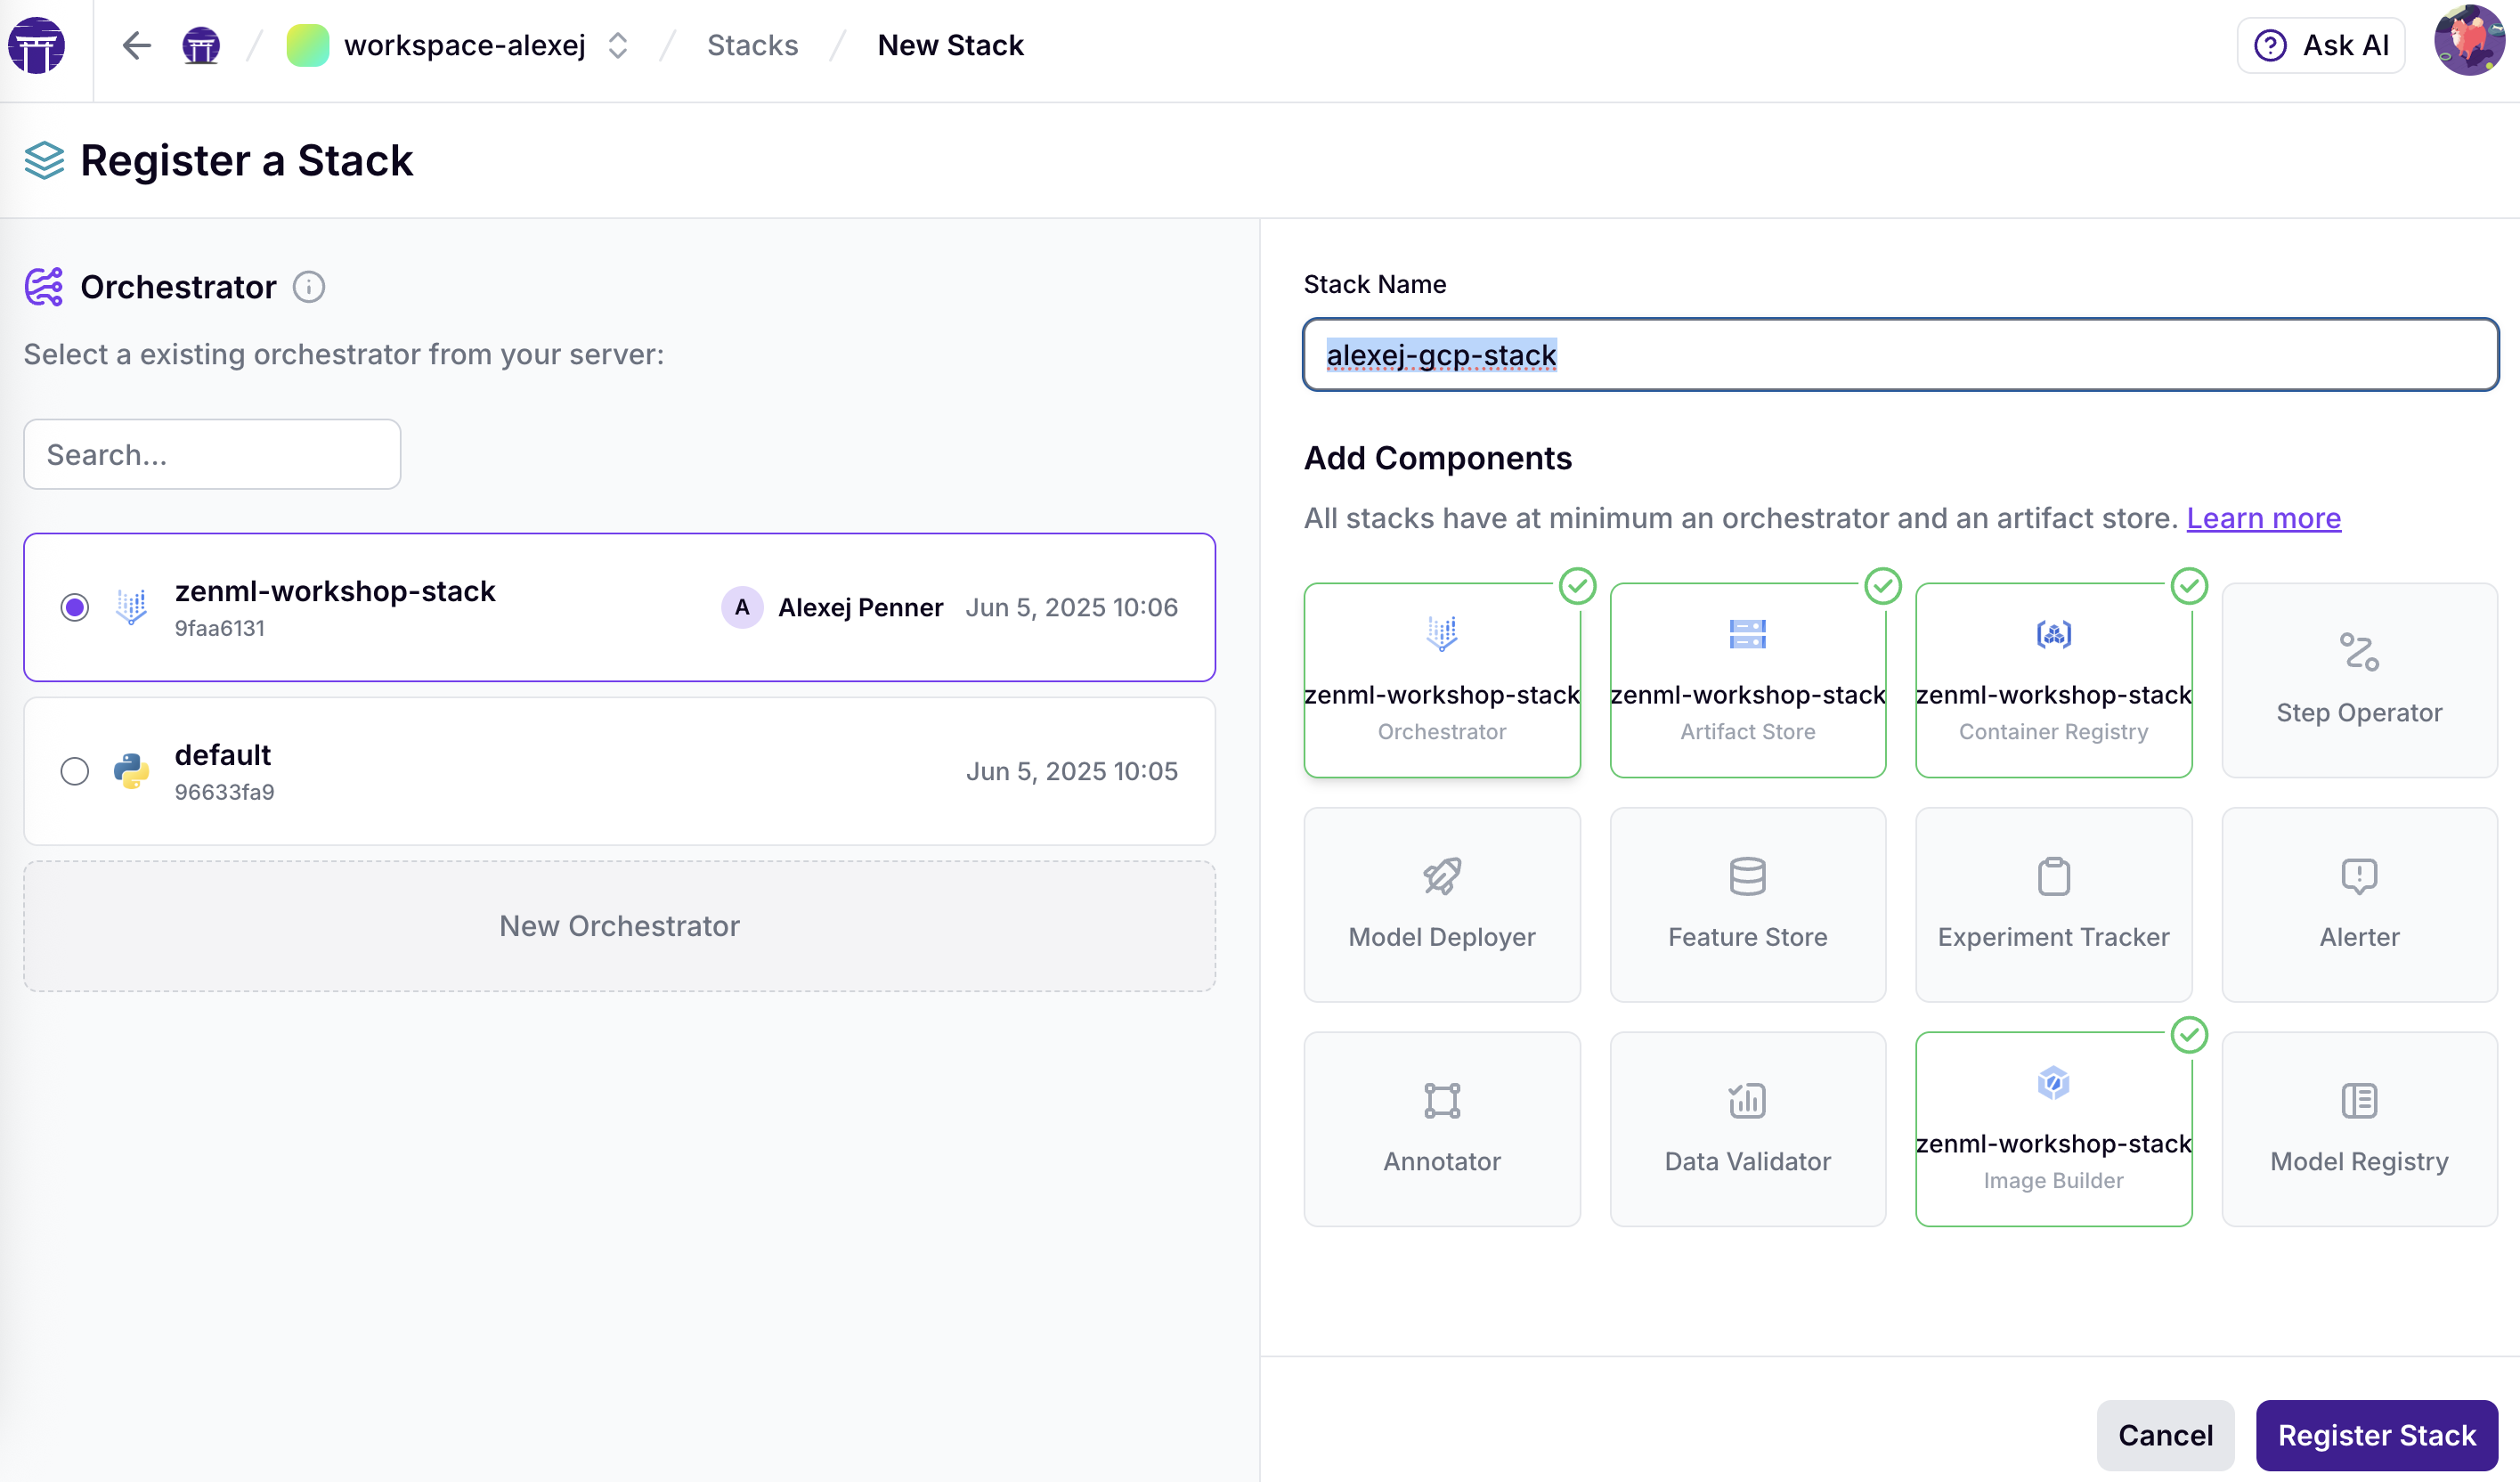 workspace-alexej / Stacks / New Stack
Ask AI
Register a Stack
Orchestrator
Select a existing orchestrator from your server:
Search...
zenml-workshop-stack
9faa6131
A Alexej Penner Jun 5, 2025 10:06
default
96633fa9
Jun 5, 2025 10:05
New Orchestrator
Stack Name
alexej-gcp-stack
Add Components
All stacks have at minimum an orchestrator and an artifact store. Learn more
zenml-workshop-stack
Orchestrator
zenml-workshop-stack
Artifact Store
zenml-workshop-stack
Container Registry
Step Operator
Model Deployer
Feature Store
Experiment Tracker
Alerter
Annotator
Data Validator
zenml-workshop-stack
Image Builder
Model Registry
Cancel
Register Stack